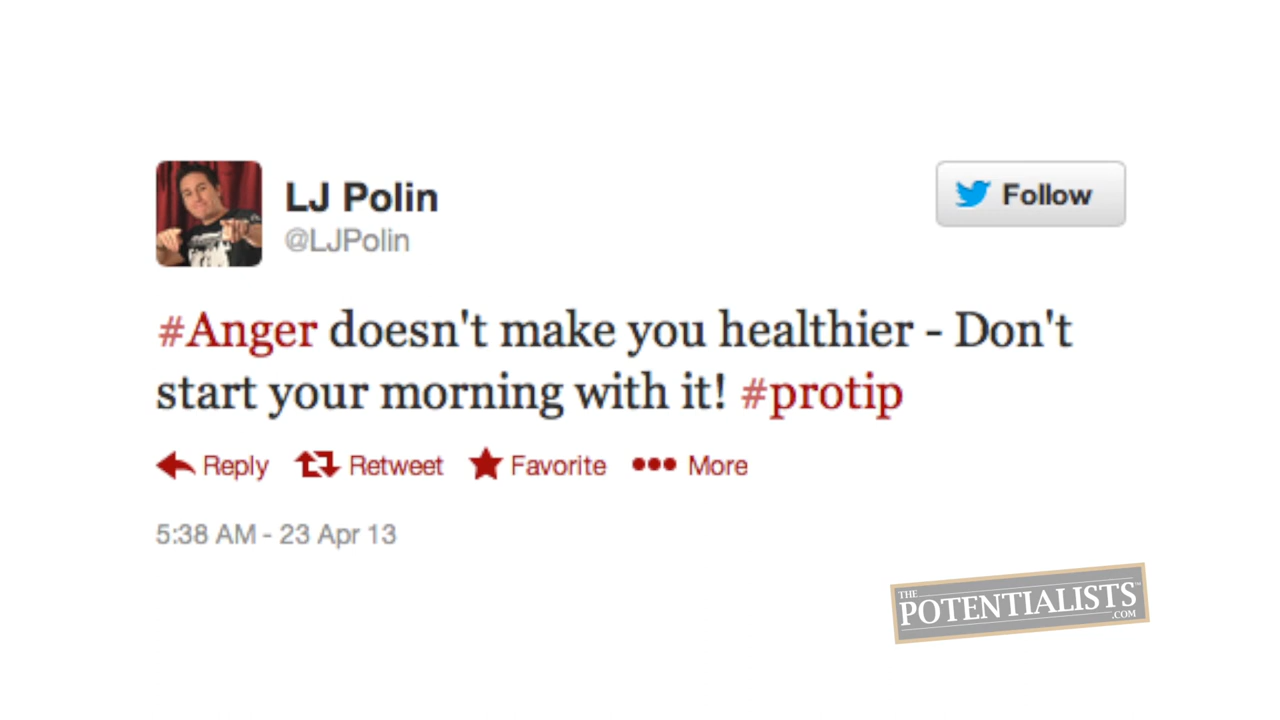 LJ Polin
@LJPolin
Follow
#Anger doesn't make you healthier - Don't
start your morning with it! #protip
Reply Retweet Favorite More
5:38 AM - 23 Apr 13
THE
POTENTIALISTS™
.COM